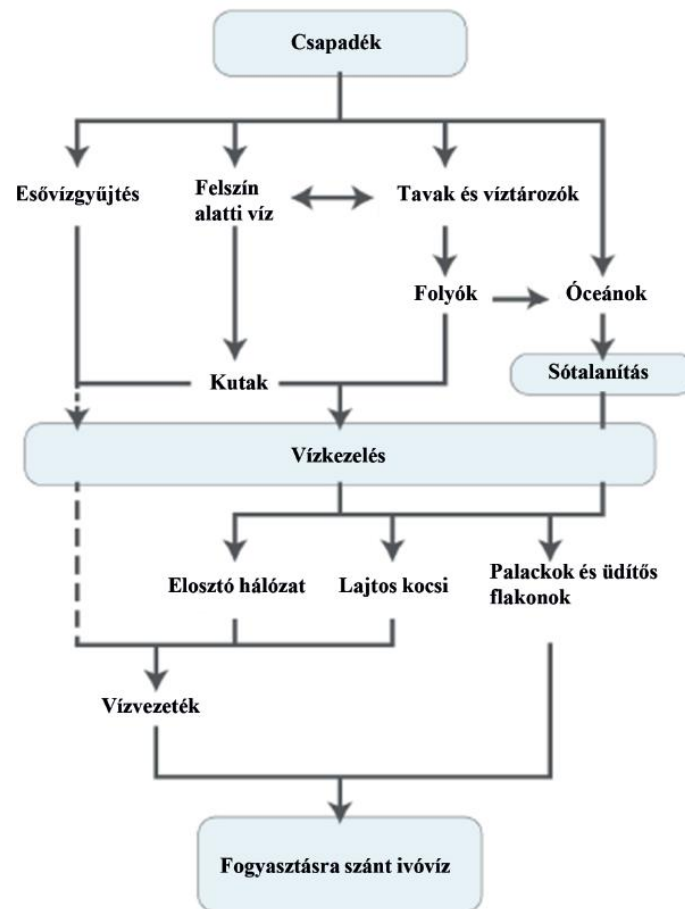 Csapadék
Esővízgyűjtés
Felszín
alatti víz
Tavak és víztározók
Folyók
Óceánok
Kutak
Sótalanítás
Vízkezelés
Elosztó hálózat
Lajtos kocsi
Palackok és üdítős
flakonok
Vízvezeték
Fogyasztásra szánt ivóvíz